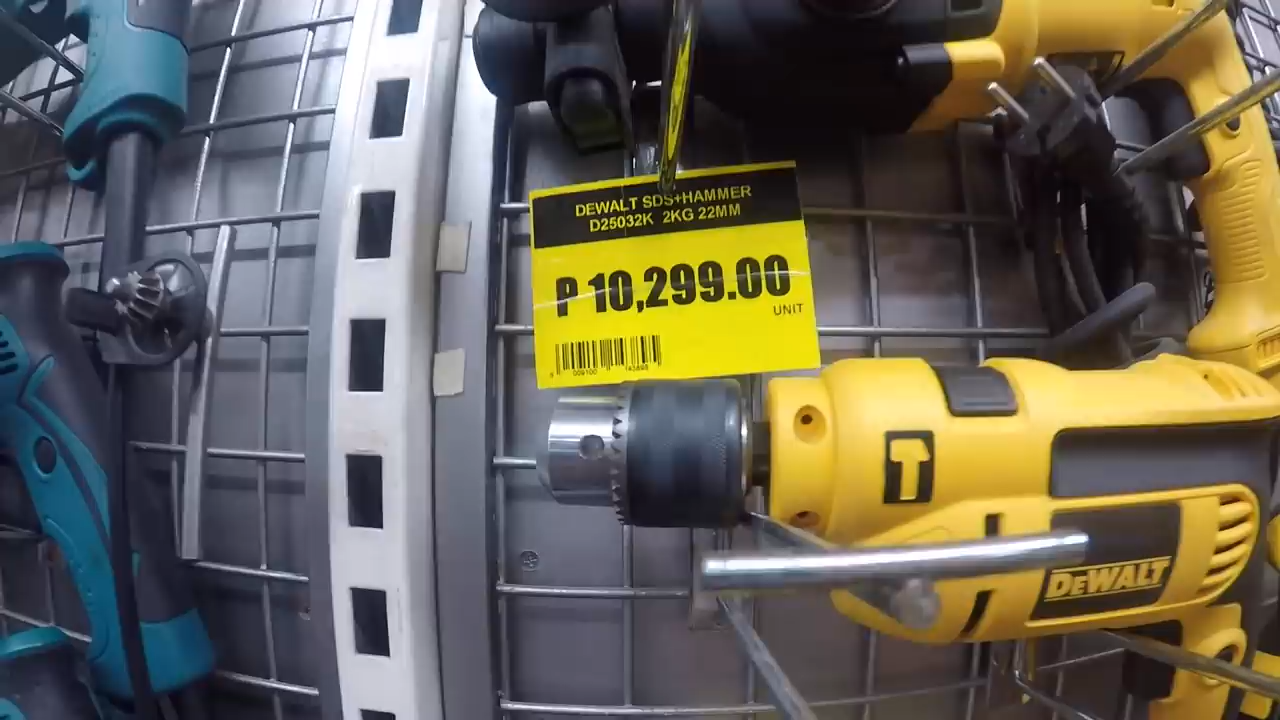 DEWALT SDS+HAMMER
D25032K 2KG 22MM
P 10,299.00
UNIT
DEWALT